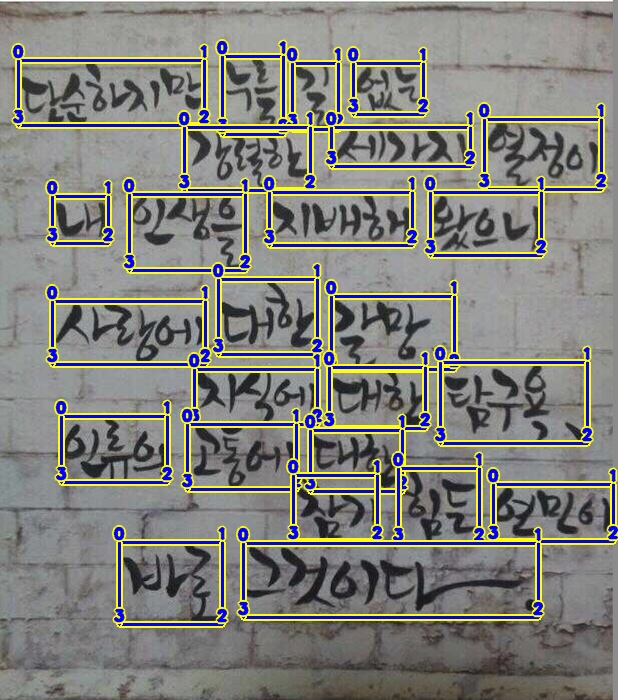 단순하지만 누를 길 없는
강렬한 세가지 열정이
내 인생을 지배해 왔으니
사랑에 대한 갈망
지식에 대한 탐구욕,
인류의 고통에 대한
참기 힘든 연민이
바로 그것이다